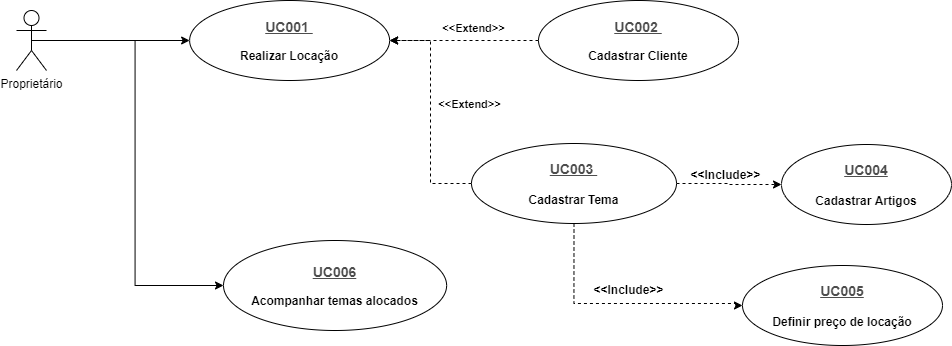 UC001
Realizar Locação
<<Extend>>
UC002
Cadastrar Cliente
Proprietário
<<Extend>>
UC003
Cadastrar Tema
<<Include>>
UC004
Cadastrar Artigos
UC006
Acompanhar temas alocados
<<Include>>
UC005
Definir preço de locação